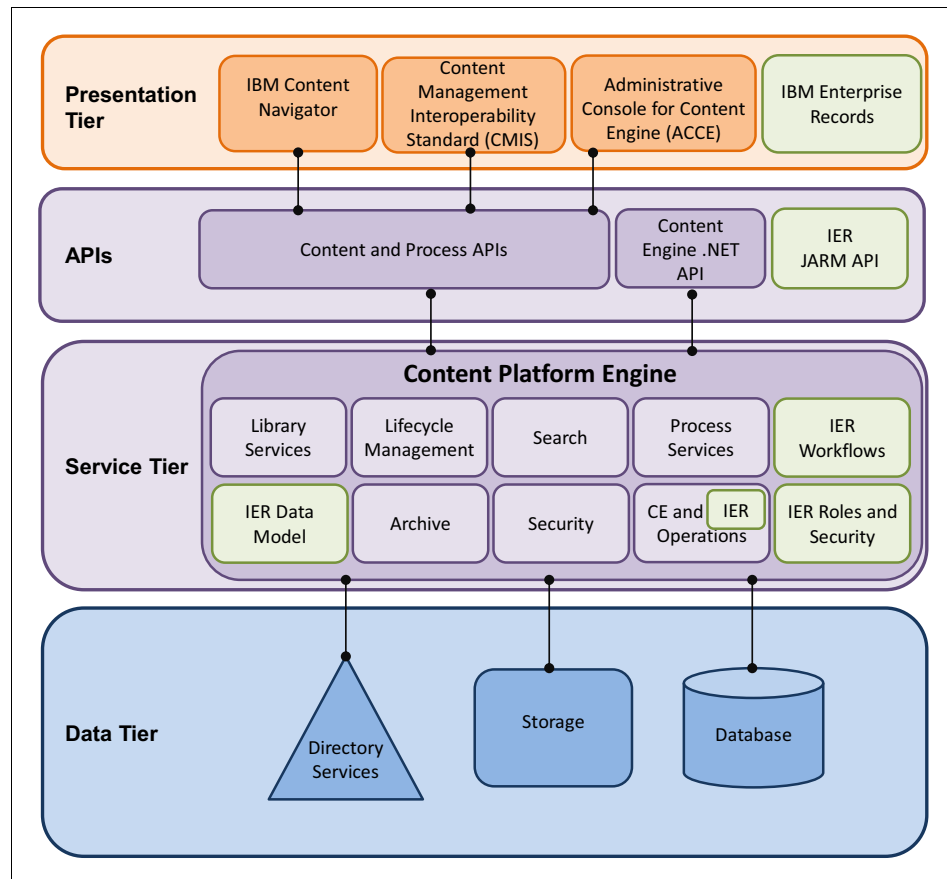 Presentation
Tier
IBM Content
Navigator
Content
Management
Interoperability
Standard (CMIS)
Administrative
Console for Content
Engine (ACCE)
IBM Enterprise
Records
APIs
Content and Process APIs
Content
Engine .NET
API
IER
JARM API
Service Tier
Content Platform Engine
Library
Services
Lifecycle
Management
Search
Process
Services
IER
Workflows
IER Data
Model
Archive
Security
CE and
IER
Operations
IER Roles and
Security
Data Tier
Directory
Services
Storage
Database